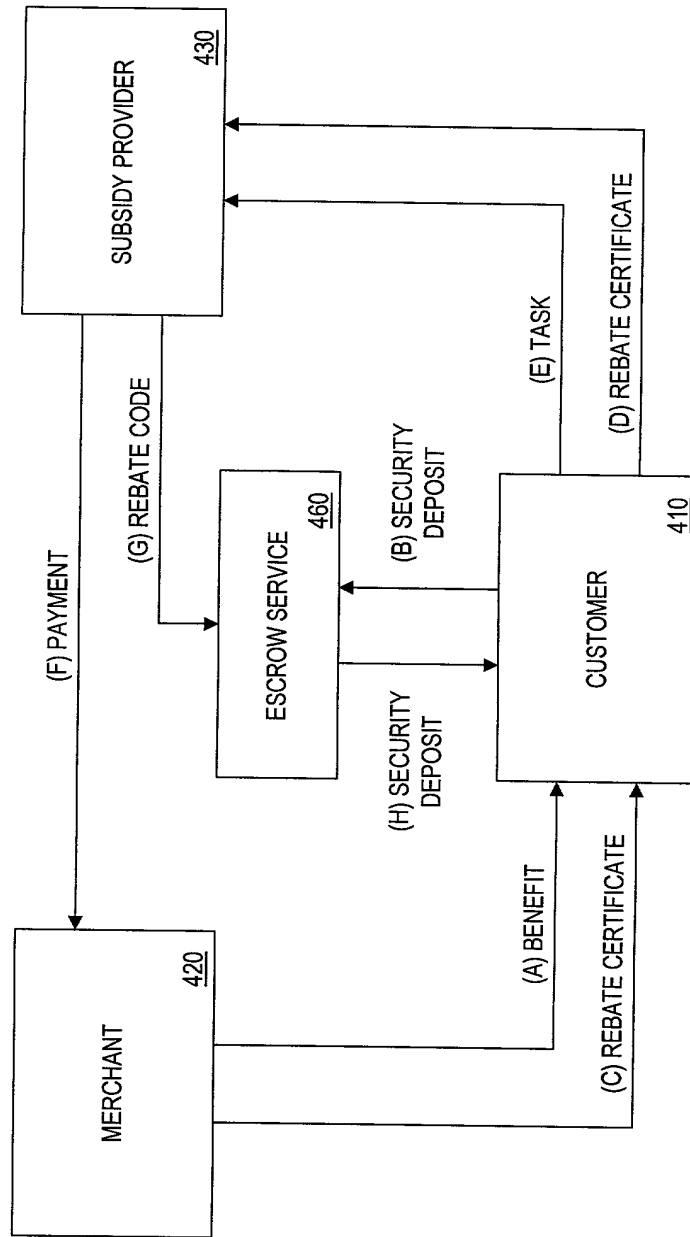 MERCHANT
420
(F) PAYMENT
(G) REBATE CODE
SUBSIDY PROVIDER
430
ESCROW SERVICE
460
(H) SECURITY
DEPOSIT
(B) SECURITY
DEPOSIT
(A) BENEFIT
(C) REBATE CERTIFICATE
CUSTOMER
410
(E) TASK
(D) REBATE CERTIFICATE